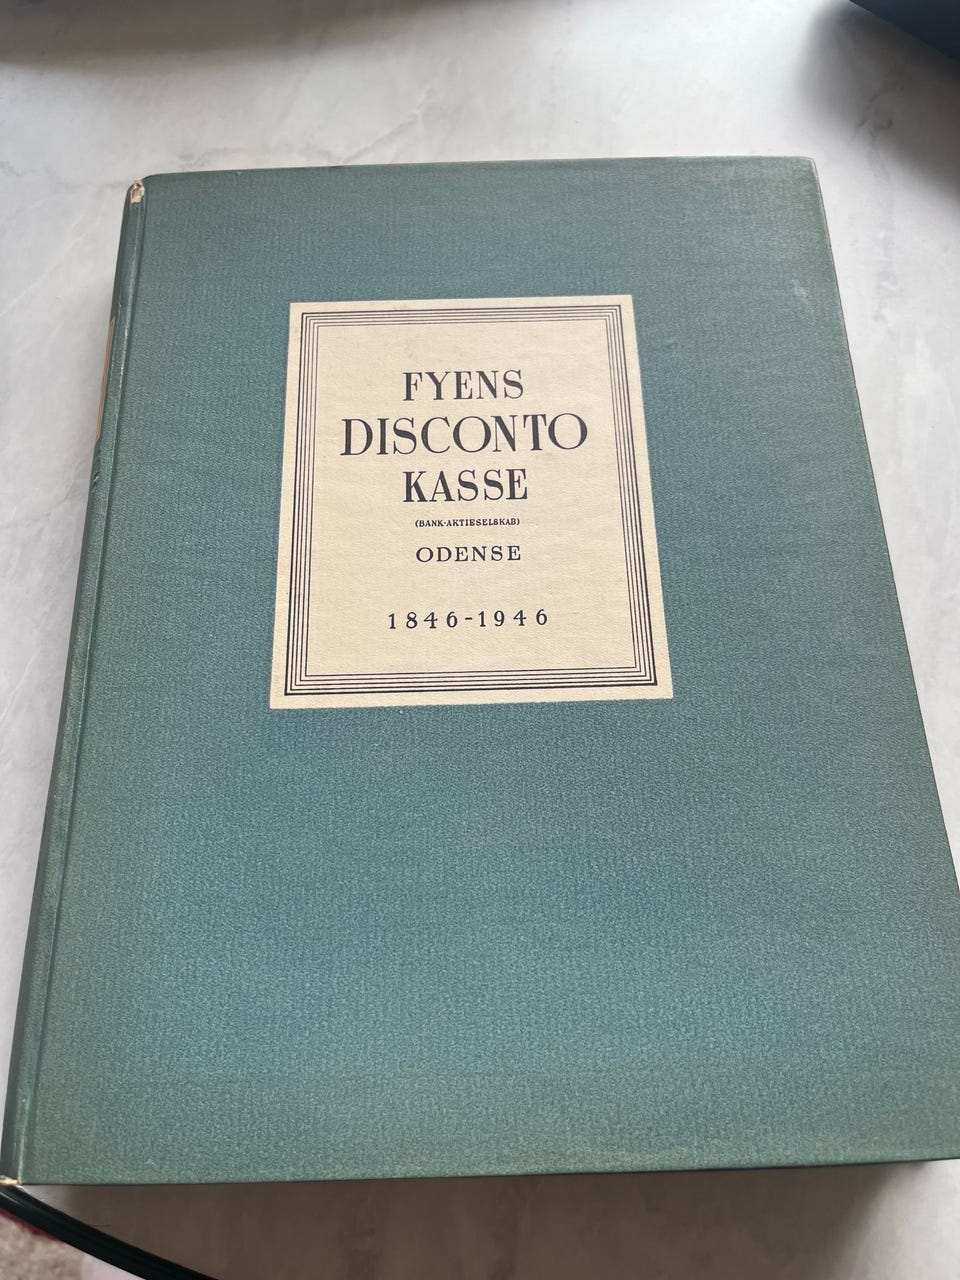 FYENS
DISCONTO
KASSE
(BANK-AKTIESELSKAB)
ODENSE
1846-1946